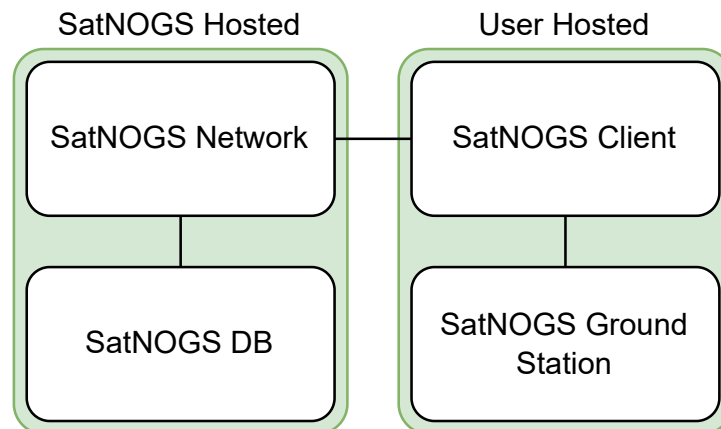 SatNOGS Hosted
User Hosted
SatNOGS Network
SatNOGS Client
SatNOGS DB
SatNOGS Ground
Station